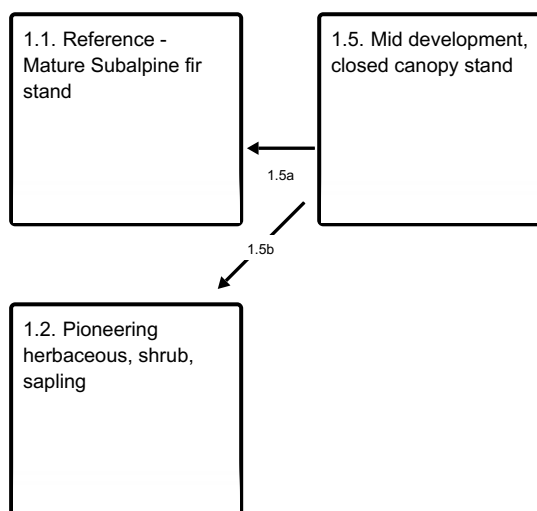 1.1. Reference -
Mature Subalpine fir
stand
1.5. Mid development,
closed canopy stand
1.5a
1.5b
1.2. Pioneering
herbaceous, shrub,
sapling